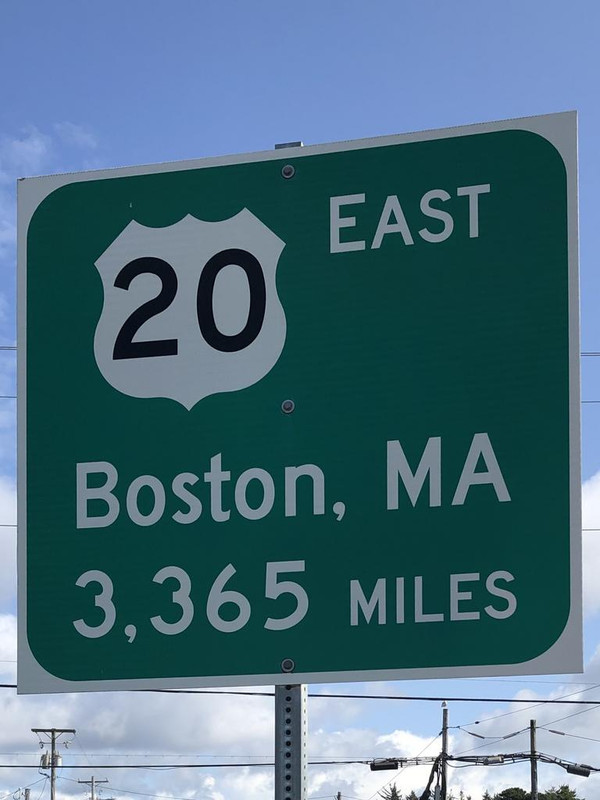 20 EAST
Boston, MA
3,365 MILES